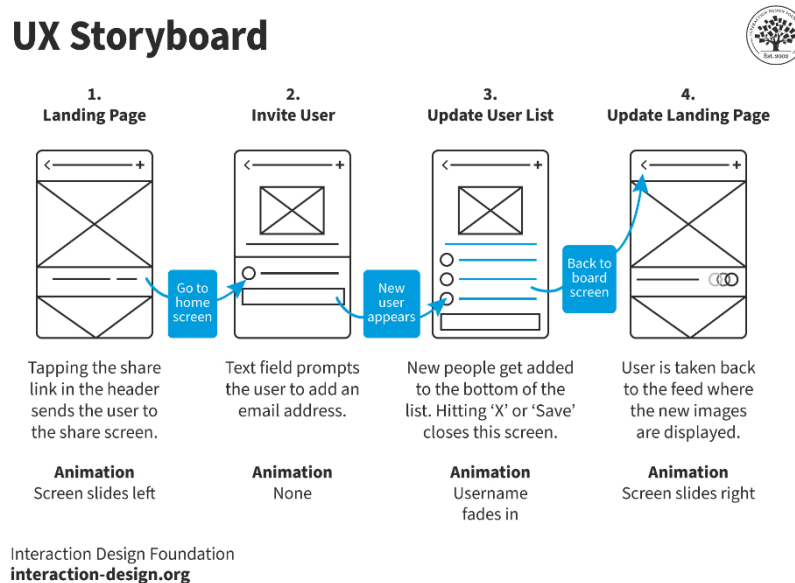 UX Storyboard
INTERACTION DESIGN FOUNDATION
Est. 2002
1.
Landing Page
2.
Invite User
3.
Update User List
4.
Update Landing Page
Go to
home
screen
New
user
appears
Back to
board
screen
Tapping the share
link in the header
sends the user to
the share screen.
Text field prompts
the user to add an
email address.
New people get added
to the bottom of the
list. Hitting ‘X’ or ‘Save’
closes this screen.
User is taken back
to the feed where
the new images
are displayed.
Animation
Screen slides left
Animation
None
Animation
Username
fades in
Animation
Screen slides right
Interaction Design Foundation
interaction-design.org